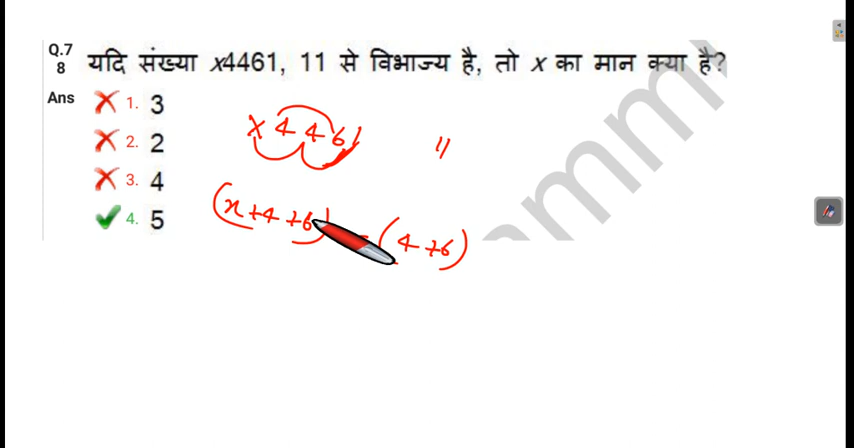 Q.78 यदि संख्या x4461, 11 से विभाज्य है, तो x का मान क्या है?
Ans 1. 3
2. 2
3. 4
4. 5
x 4 4 6 1 11
(x+4+6) - (4+6)